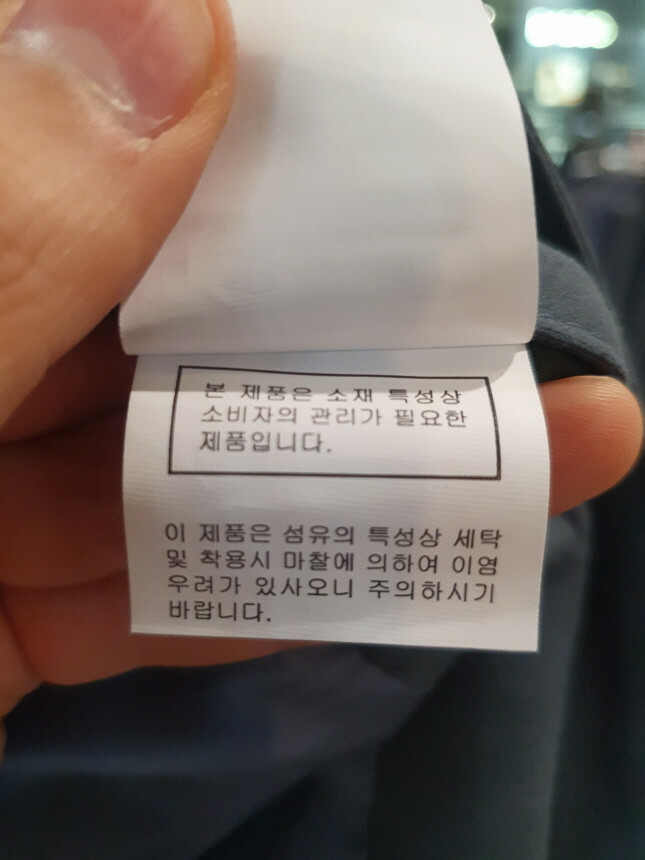 본 제품은 소재 특성상
소비자의 관리가 필요한
제품입니다.
이 제품은 섬유의 특성상 세탁
및 착용시 마찰에 의하여 이영
우려가 있사오니 주의하시기
바랍니다.